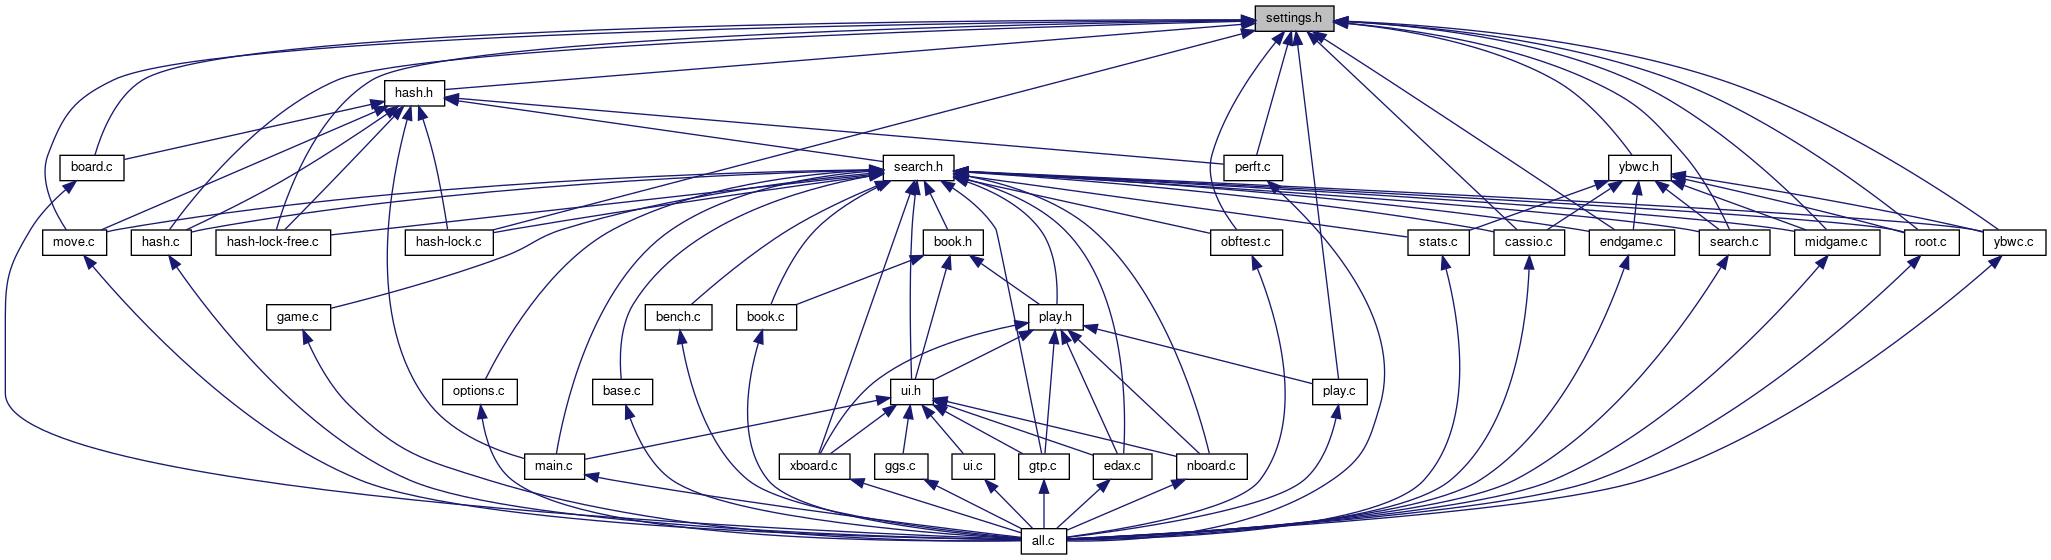 settings.h
hash.h
board.c
search.h
perft.c
ybwc.h
move.c
hash.c
hash-lock-free.c
hash-lock.c
book.h
obftest.c
stats.c
cassio.c
endgame.c
search.c
midgame.c
root.c
ybwc.c
game.c
bench.c
book.c
play.h
options.c
base.c
ui.h
play.c
main.c
xboard.c
ggs.c
ui.c
gtp.c
edax.c
nboard.c
all.c